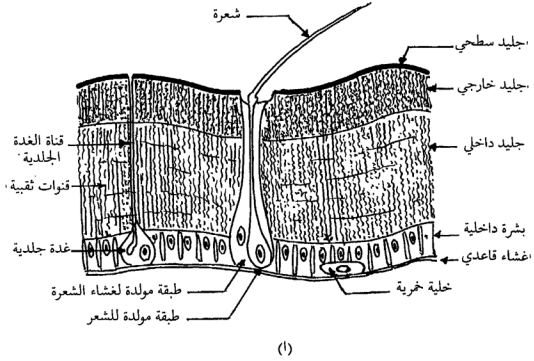 شعرة
جليد سطحي
جليد خارجي
جليد داخلي
بشرة داخلية
غشاء قاعدي
قناة الغدة
الجلدية
قنوات ثقبية
غدة جلدية
طبقة مولدة لغشاء الشعرة
طبقة مولدة للشعر
خلية خمرية
(ا)